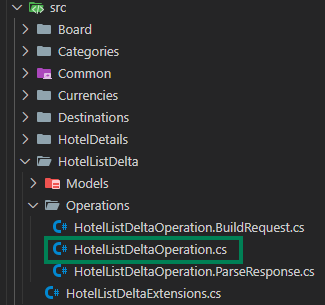 src
Board
Categories
Common
Currencies
Destinations
HotelDetails
HotelListDelta
Models
Operations
C# HotelListDeltaOperation.BuildRequest.cs
C# HotelListDeltaOperation.cs
C# HotelListDeltaOperation.ParseResponse.cs
C# HotelListDeltaExtensions.cs